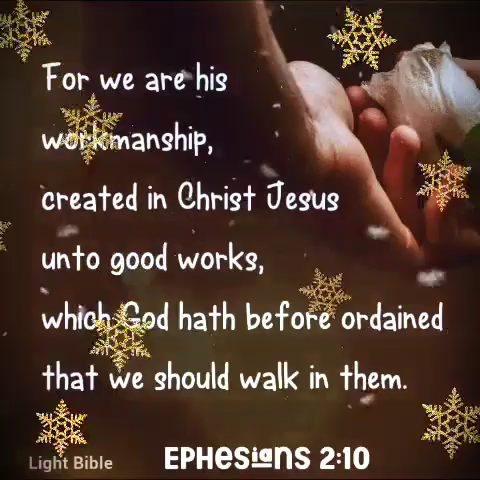 For we are his
workmanship,
created in Christ Jesus
unto good works,
which God hath before ordained
that we should walk in them.
Light Bible
EPHesians 2:10